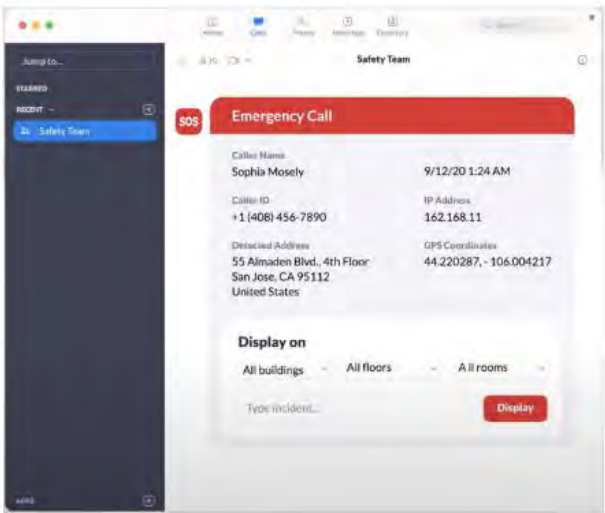 Chat
Jump to...
Safety Team
STARRED
RECENT
Safety Team
SOS
Emergency Call
Caller Name
Sophia Mosely
9/12/20 1:24 AM
Caller ID
+1 (408) 456-7890
IP Address
162.168.11
Detected Address
55 Almaden Blvd., 4th Floor
San Jose, CA 95112
United States
GPS Coordinates
44.220287, - 106.004217
Display on
All buildings
All floors
All rooms
Type incident...
Display